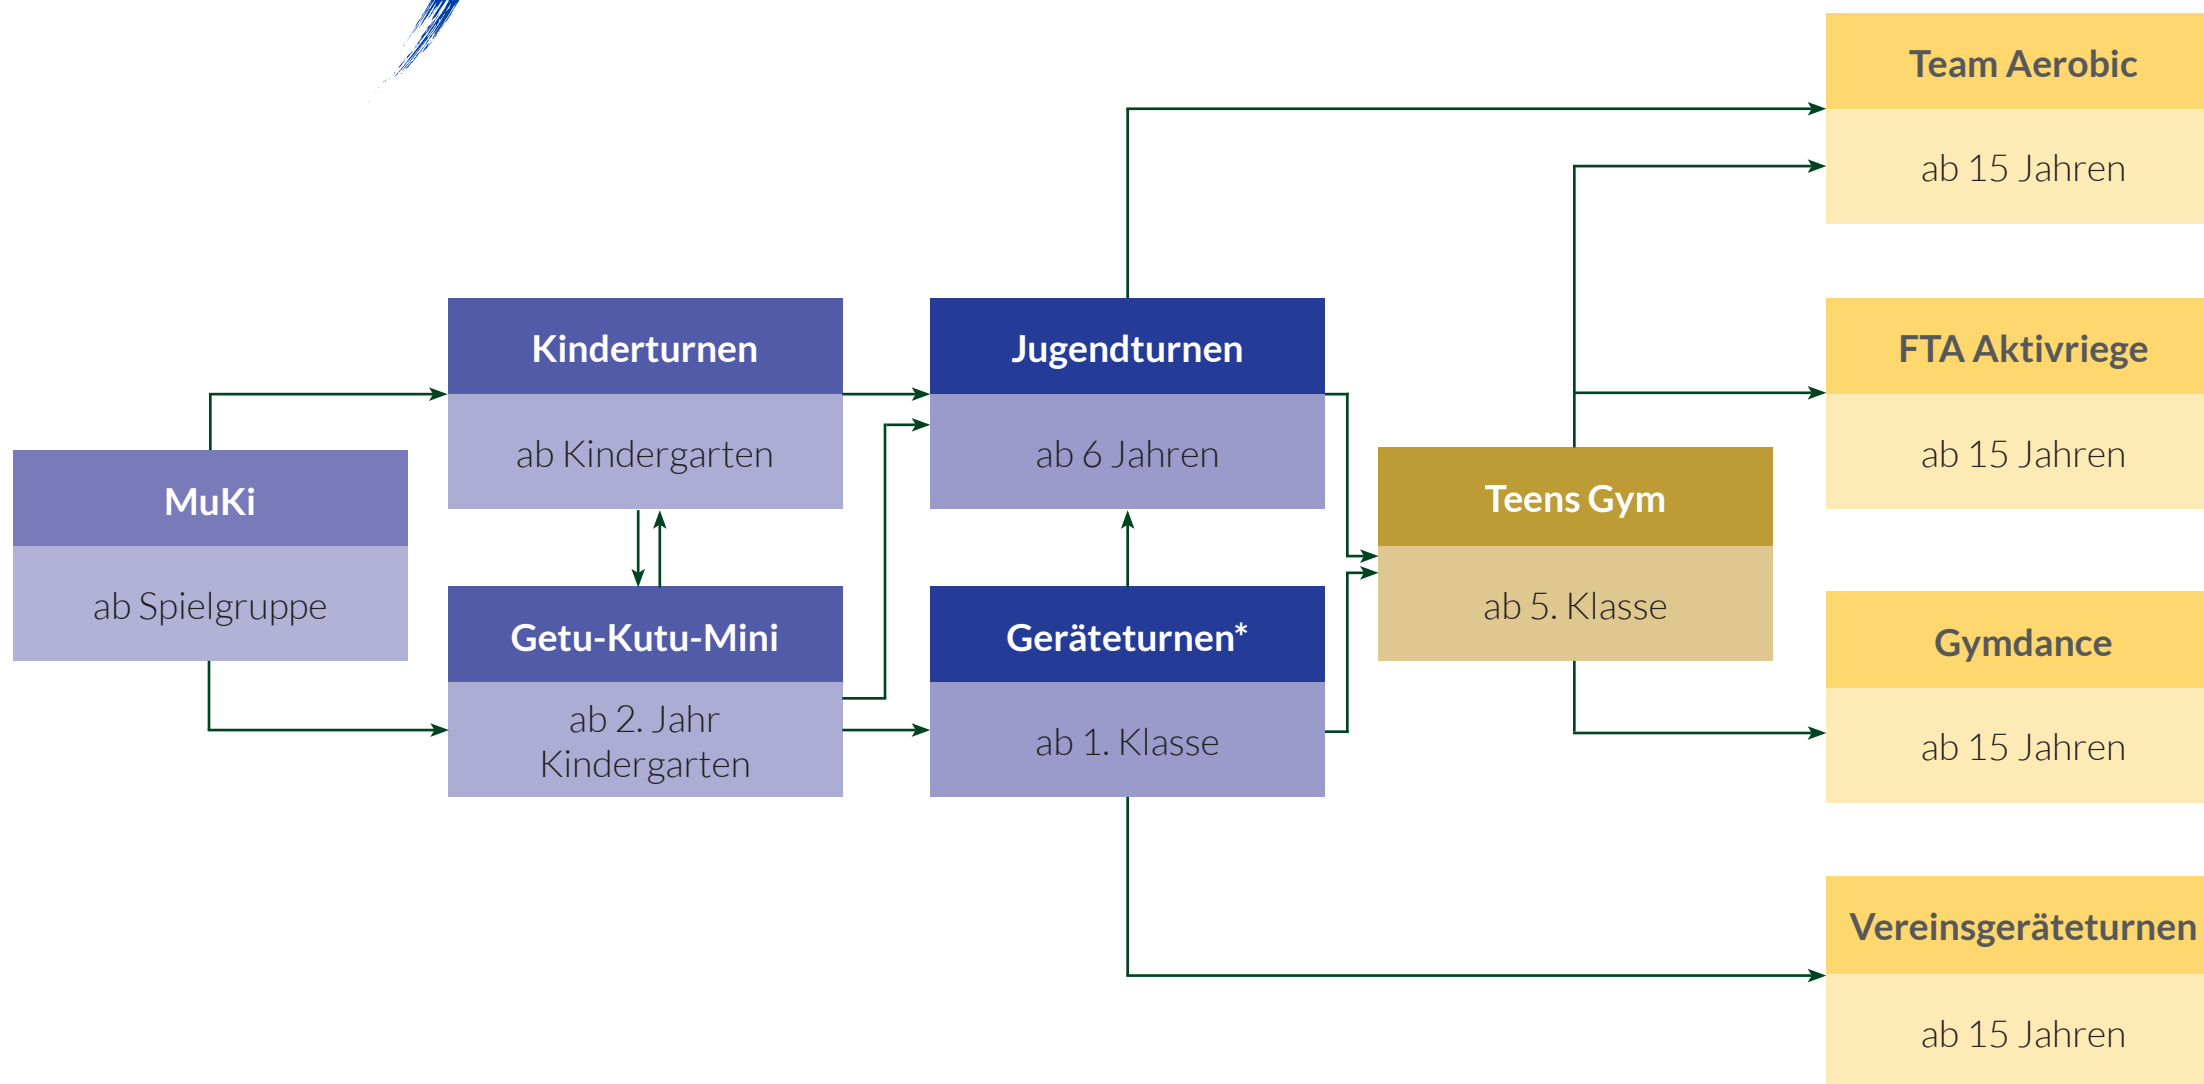 MuKi
ab Spielgruppe
Kinderturnen
ab Kindergarten
Getu-Kutu-Mini
ab 2. Jahr
Kindergarten
Jugendturnen
ab 6 Jahren
Geräteturnen*
ab 1. Klasse
Teens Gym
ab 5. Klasse
Team Aerobic
ab 15 Jahren
FTA Aktivriege
ab 15 Jahren
Gymdance
ab 15 Jahren
Vereinsgeräteturnen
ab 15 Jahren